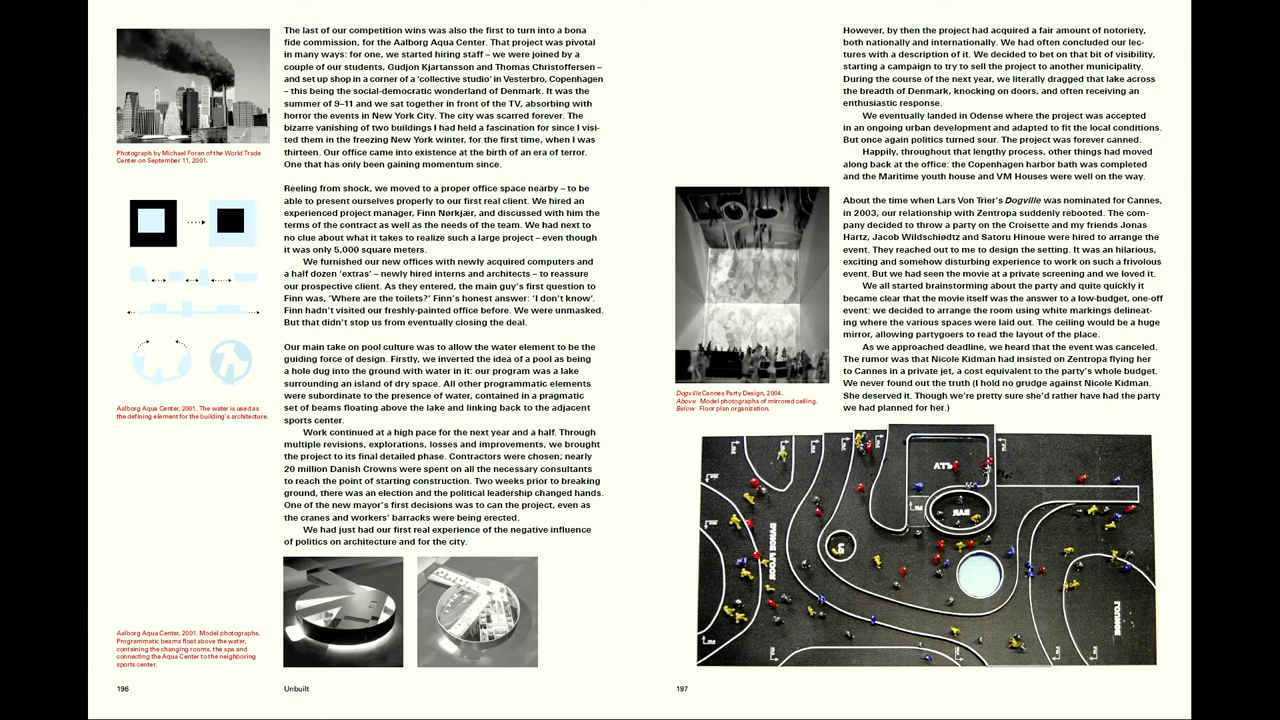 Photograph by Michael Foran of the World Trade
Center on September 11, 2001.
Aalborg Aqua Center, 2001. The water is used as
the defining element for the building's architecture.
Aalborg Aqua Center, 2001. Model photographs.
Programmatic beams float above the water,
containing the changing rooms, the spa and
connecting the Aqua Center to the neighboring
sports center.
The last of our competition wins was also the first to turn into a bona
fide commission, for the Aalborg Aqua Center. That project was pivotal
in many ways: for one, we started hiring staff – we were joined by a
couple of our students, Gudjon Kjartansson and Thomas Christoffersen –
and set up shop in a corner of a 'collective studio' in Vesterbro, Copenhagen
– this being the social-democratic wonderland of Denmark. It was the
summer of 9–11 and we sat together in front of the TV, absorbing with
horror the events in New York City. The city was scarred forever. The
bizarre vanishing of two buildings I had held a fascination for since I visi-
ted them in the freezing New York winter, for the first time, when I was
thirteen. Our office came into existence at the birth of an era of terror.
One that has only been gaining momentum since.
Reeling from shock, we moved to a proper office space nearby – to be
able to present ourselves properly to our first real client. We hired an
experienced project manager, Finn Nørkjær, and discussed with him the
terms of the contract as well as the needs of the team. We had next to
no clue about what it takes to realize such a large project – even though
it was only 5,000 square meters.
We furnished our new offices with newly acquired computers and
a half dozen 'extras' – newly hired interns and architects – to reassure
our prospective client. As they entered, the main guy's first question to
Finn was, 'Where are the toilets?' Finn's honest answer: 'I don't know'.
Finn hadn't visited our freshly-painted office before. We were unmasked.
But that didn't stop us from eventually closing the deal.
Our main take on pool culture was to allow the water element to be the
guiding force of design. Firstly, we inverted the idea of a pool as being
a hole dug into the ground with water in it: our program was a lake
surrounding an island of dry space. All other programmatic elements
were subordinate to the presence of water, contained in a pragmatic
set of beams floating above the lake and linking back to the adjacent
sports center.
Work continued at a high pace for the next year and a half. Through
multiple revisions, explorations, losses and improvements, we brought
the project to its final detailed phase. Contractors were chosen; nearly
20 million Danish Crowns were spent on all the necessary consultants
to reach the point of starting construction. Two weeks prior to breaking
ground, there was an election and the political leadership changed hands.
One of the new mayor's first decisions was to can the project, even as
the cranes and workers' barracks were being erected.
We had just had our first real experience of the negative influence
of politics on architecture and for the city.
196
Unbuilt
However, by then the project had acquired a fair amount of notoriety,
both nationally and internationally. We had often concluded our lec-
tures with a description of it. We decided to bet on that bit of visibility,
starting a campaign to try to sell the project to another municipality.
During the course of the next year, we literally dragged that lake across
the breadth of Denmark, knocking on doors, and often receiving an
enthusiastic response.
We eventually landed in Odense where the project was accepted
in an ongoing urban development and adapted to fit the local conditions.
But once again politics turned sour. The project was forever canned.
Happily, throughout that lengthy process, other things had moved
along back at the office: the Copenhagen harbor bath was completed
and the Maritime youth house and VM Houses were well on the way.
About the time when Lars Von Trier's Dogville was nominated for Cannes,
in 2003, our relationship with Zentropa suddenly rebooted. The com-
pany decided to throw a party on the Croisette and my friends Jonas
Hartz, Jacob Wildschiødtz and Satoru Hinoue were hired to arrange the
event. They reached out to me to design the setting. It was an hilarious,
exciting and somehow disturbing experience to work on such a frivolous
event. But we had seen the movie at a private screening and we loved it.
We all started brainstorming about the party and quite quickly it
became clear that the movie itself was the answer to a low-budget, one-off
event: we decided to arrange the room using white markings delineat-
ing where the various spaces were laid out. The ceiling would be a huge
mirror, allowing partygoers to read the layout of the place.
As we approached deadline, we heard that the event was canceled.
The rumor was that Nicole Kidman had insisted on Zentropa flying her
to Cannes in a private jet, a cost equivalent to the party's whole budget.
We never found out the truth (I hold no grudge against Nicole Kidman.
She deserved it. Though we're pretty sure she'd rather have had the party
we had planned for her.)
Dogville Cannes Party Design, 2004.
Above Model photographs of mirrored ceiling.
Below Floor plan organization.
BAR
DANCE FLOOR
197